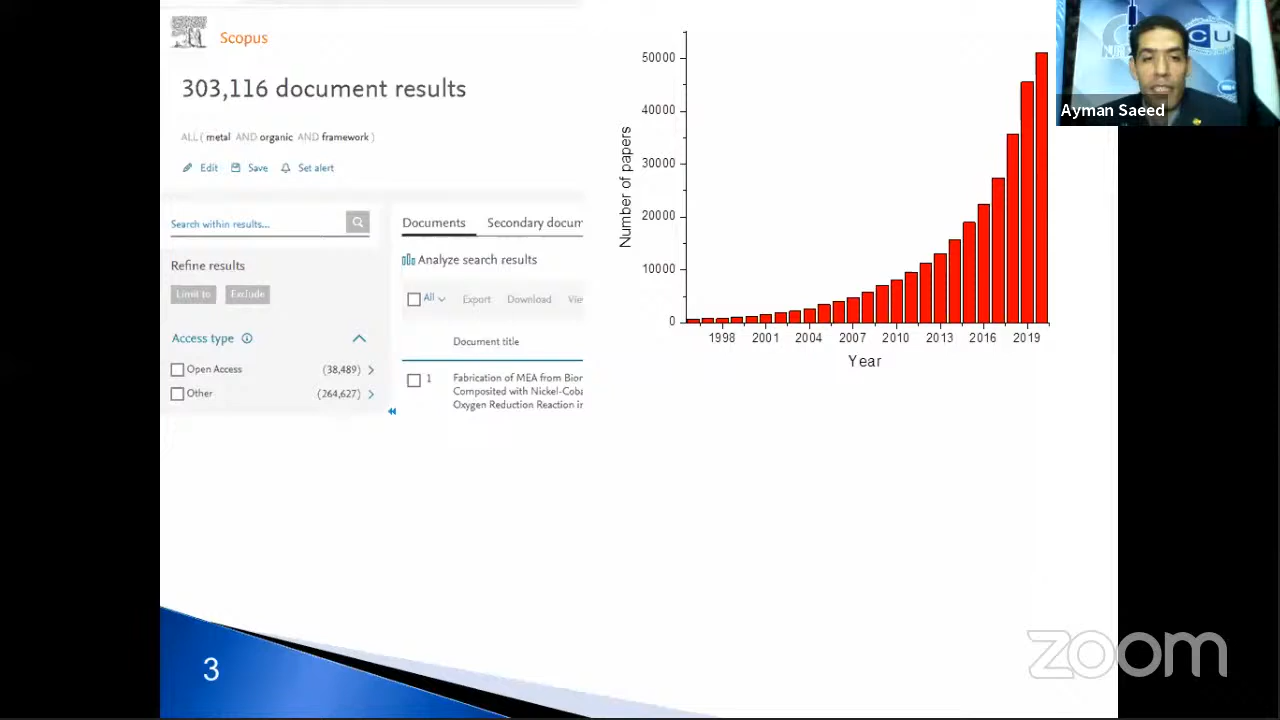 Scopus
303,116 document results
ALL ( metal AND organic AND framework )
Edit Save Set alert
Search within results...
Refine results
Limit to Exclude
Access type
Open Access (38,489)
Other (264,627)
Documents Secondary docum
Analyze search results
All Export Download Vie
Document title
1 Fabrication of MEA from Bior
Composited with Nickel-Coba
Oxygen Reduction Reaction in
Number of papers
50000
40000
30000
20000
10000
0
1998 2001 2004 2007 2010 2013 2016 2019
Year
CU
Ayman Saeed
3
zoom